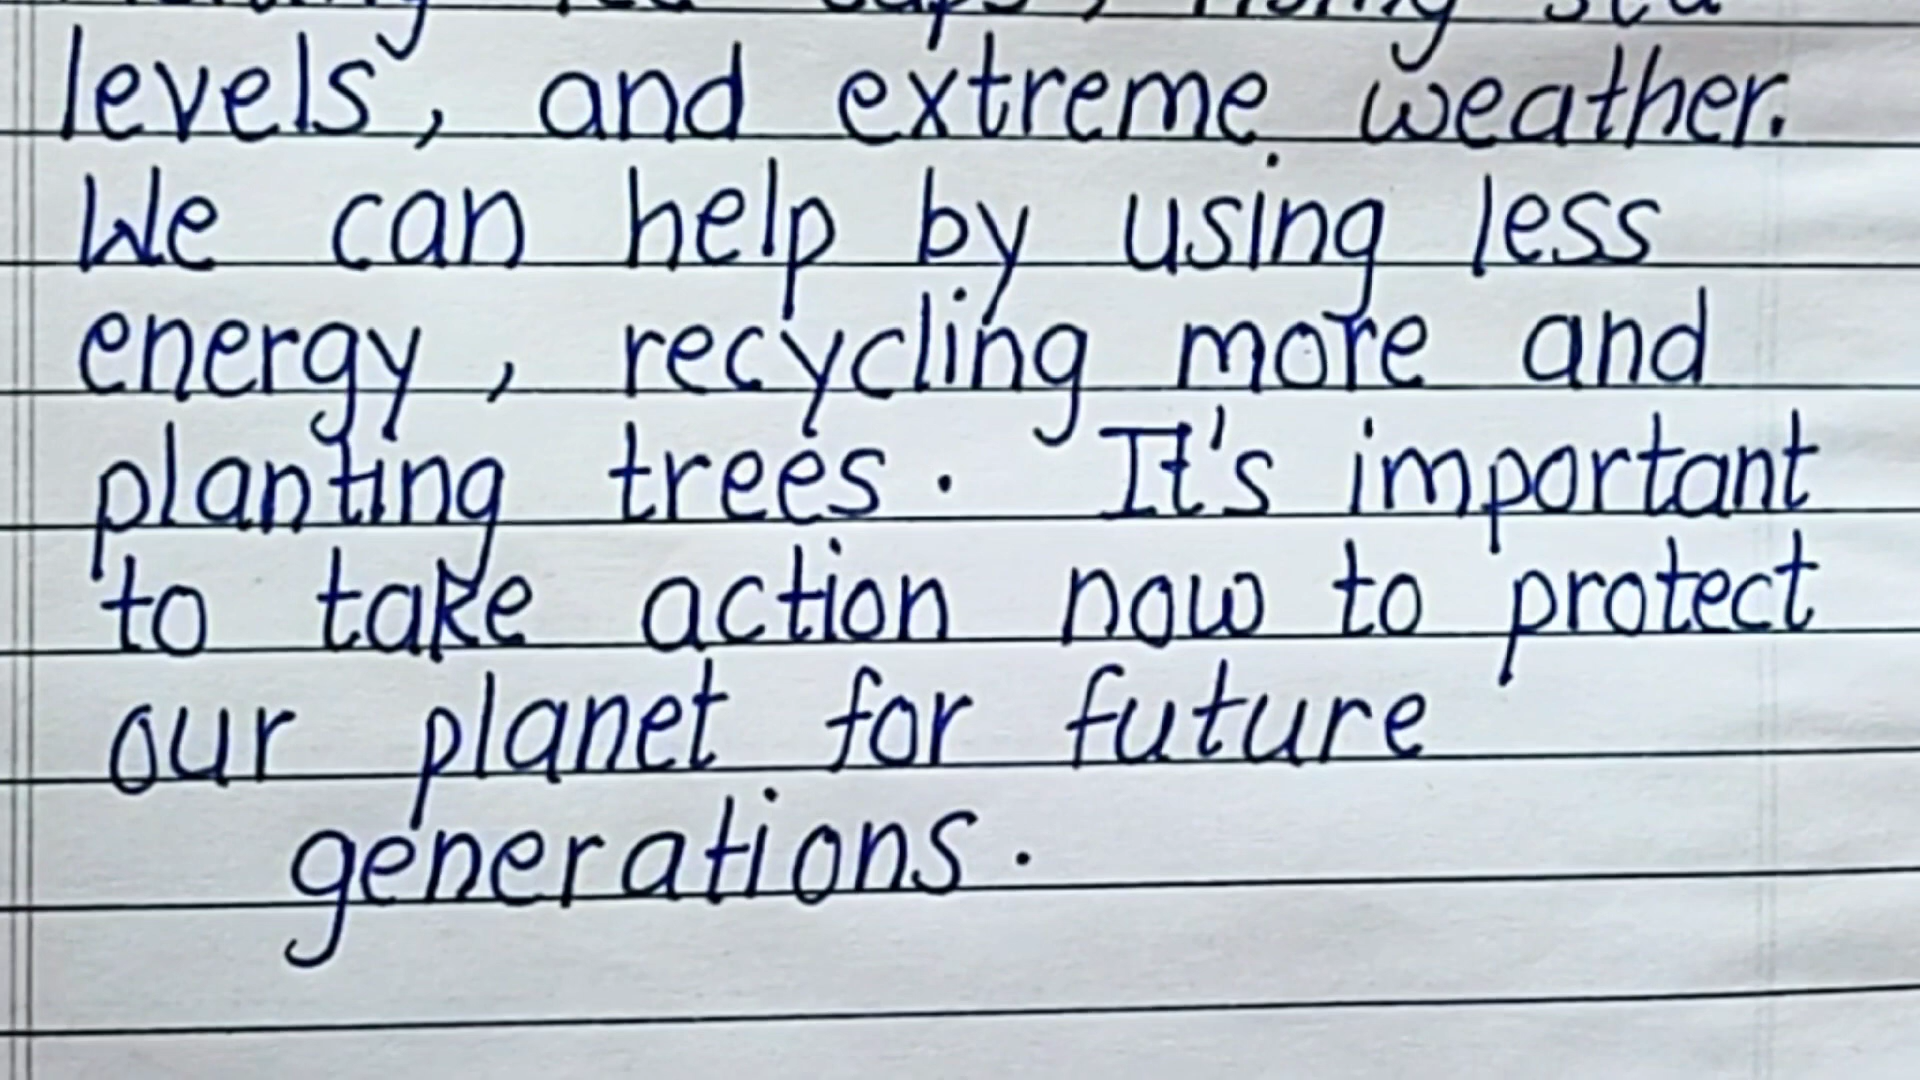 levels, and extreme weather.
We can help by using less
energy, recycling more and
planting trees. It's important
to take action now to protect
our planet for future
generations.